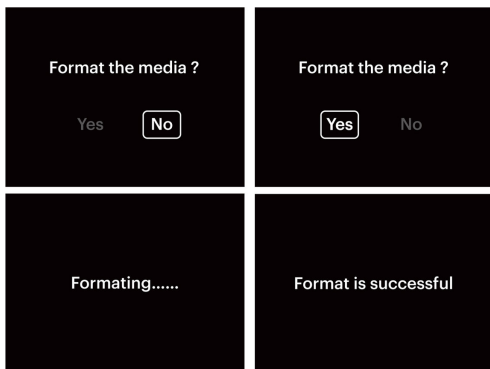 Format the media ?
Yes No
Format the media ?
Yes No
Formating......
Format is successful